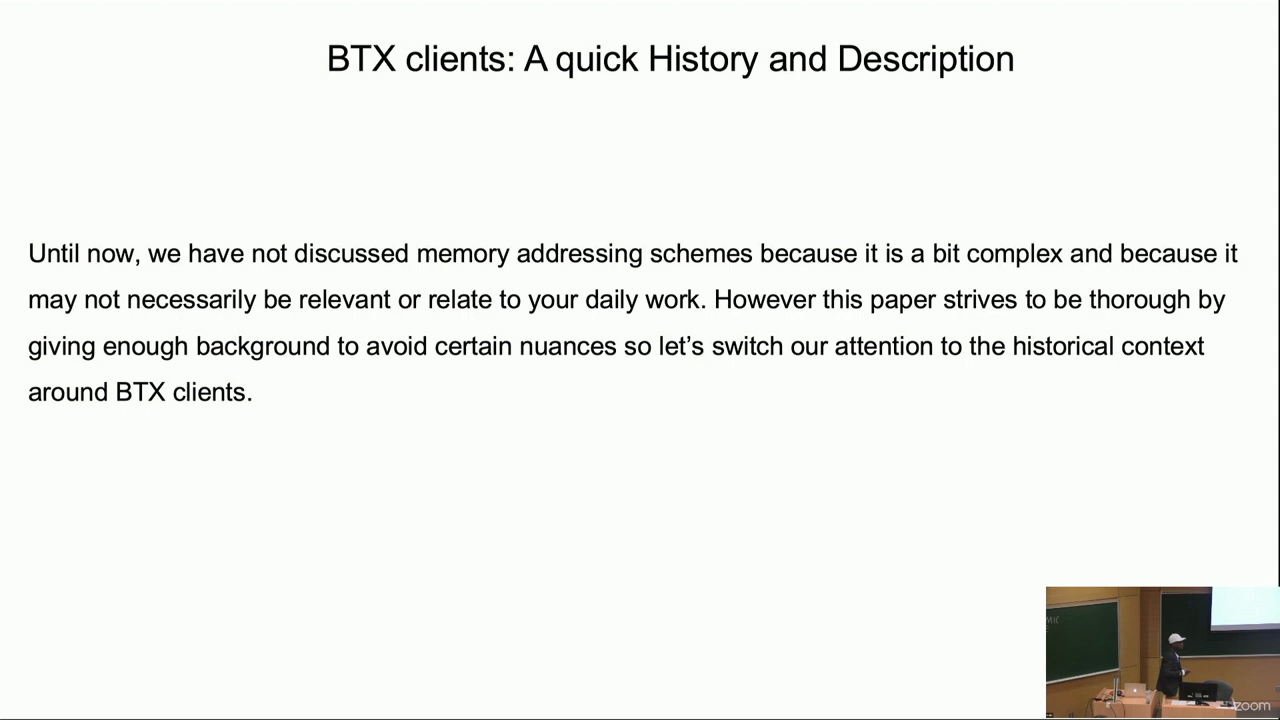 BTX clients: A quick History and Description
Until now, we have not discussed memory addressing schemes because it is a bit complex and because it
may not necessarily be relevant or relate to your daily work. However this paper strives to be thorough by
giving enough background to avoid certain nuances so let’s switch our attention to the historical context
around BTX clients.
zoom